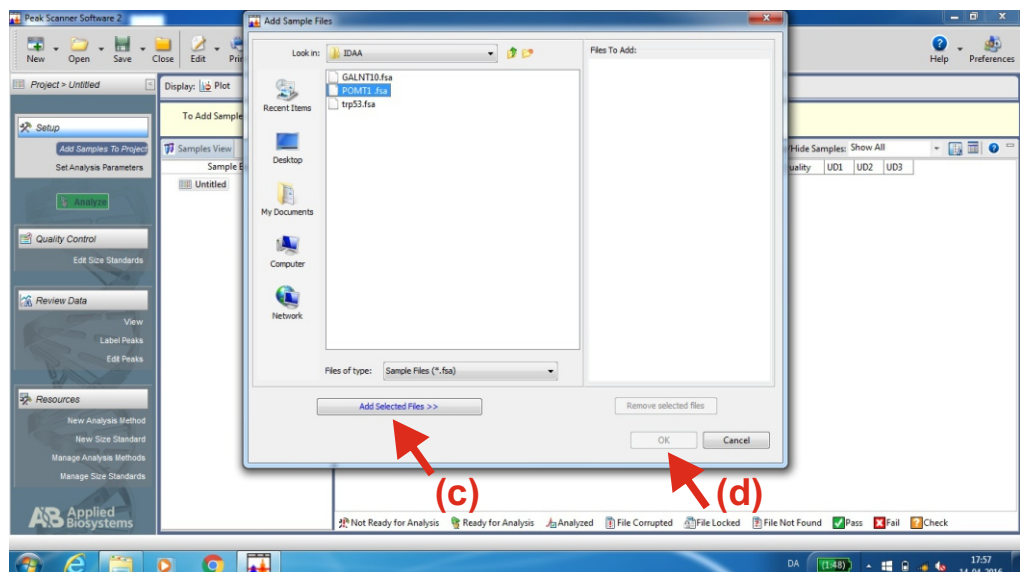 Peak Scanner Software 2
New Open Save Close Edit
Help Preferences
Project > Untitled
Display: Plot
Setup
Add Samples To Project
Set Analysis Parameters
Analyze
Quality Control
Edit Size Standards
Review Data
View
Label Peaks
Edit Peaks
Resources
New Analysis Method
New Size Standard
Manage Analysis Methods
Manage Size Standards
AB Applied Biosystems
To Add Sample
Samples View
Sample
Untitled
Add Sample Files
Look in: IDAA
Recent Items
Desktop
My Documents
Computer
Network
GALNT10.fsa
POMT1 .fsa
trp53.fsa
Files of type: Sample Files (*.fsa)
Files To Add:
Add Selected Files >>
Remove selected files
OK Cancel
(c)
(d)
/Hide Samples: Show All
uality UD1 UD2 UD3
Not Ready for Analysis Ready for Analysis Analyzed File Corrupted File Locked File Not Found Pass Fail Check
DA (1:48) 17:57
14-04-2016